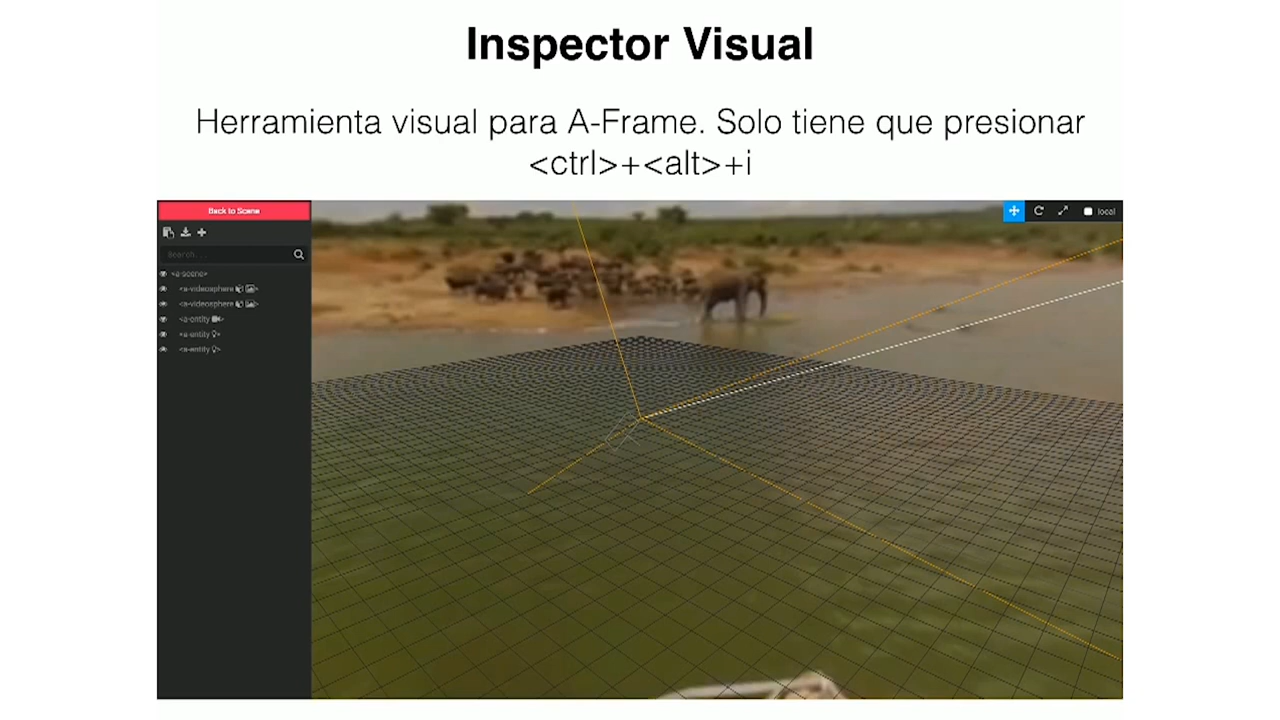 Inspector Visual
Herramienta visual para A-Frame. Solo tiene que presionar
<ctrl>+<alt>+i
Back to Scene
local
Search...
<a-scene>
<a-videosphere >
<a-videosphere >
<a-entity >
<a-entity >
<a-entity >